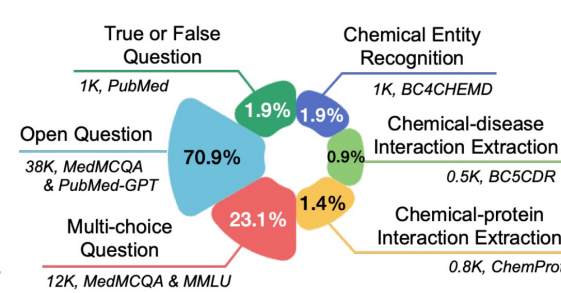 True or False
Question
1K, PubMed
Chemical Entity
Recognition
1K, BC4CHEMD
1.9%
1.9%
Open Question
38K, MedMCQA
& PubMed-GPT
70.9%
0.9%
Chemical-disease
Interaction Extraction
0.5K, BC5CDR
Multi-choice
Question
12K, MedMCQA & MMLU
23.1%
1.4%
Chemical-protein
Interaction Extraction
0.8K,